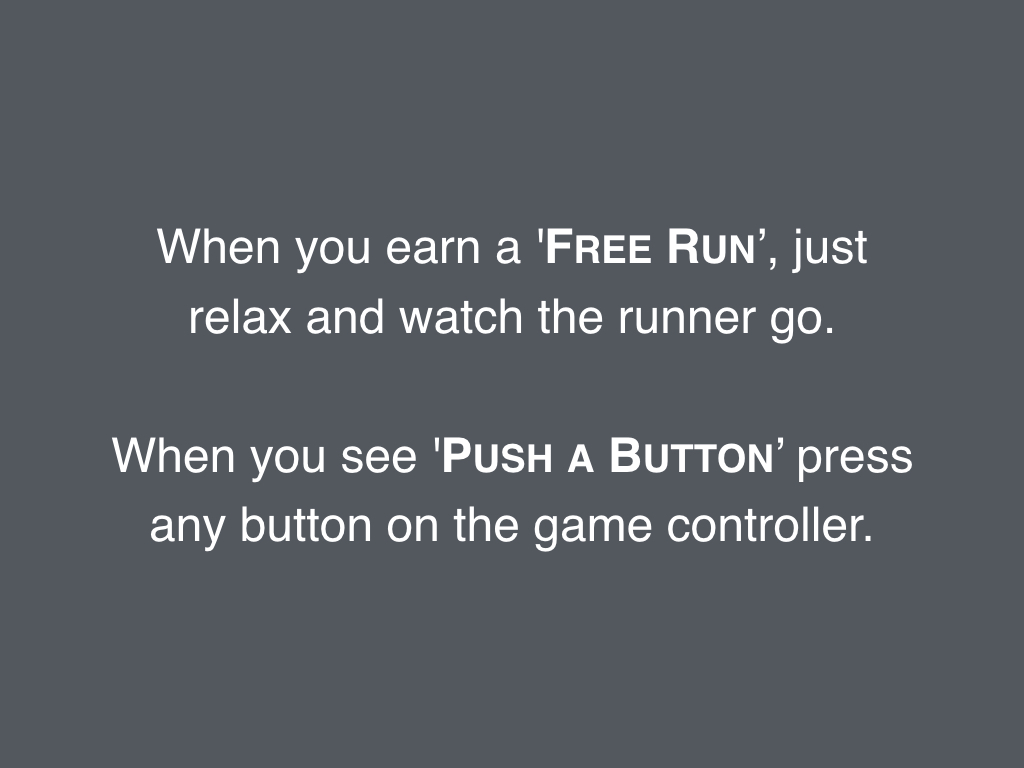 When you earn a 'FREE RUN’, just
relax and watch the runner go.
When you see 'PUSH A BUTTON’ press
any button on the game controller.